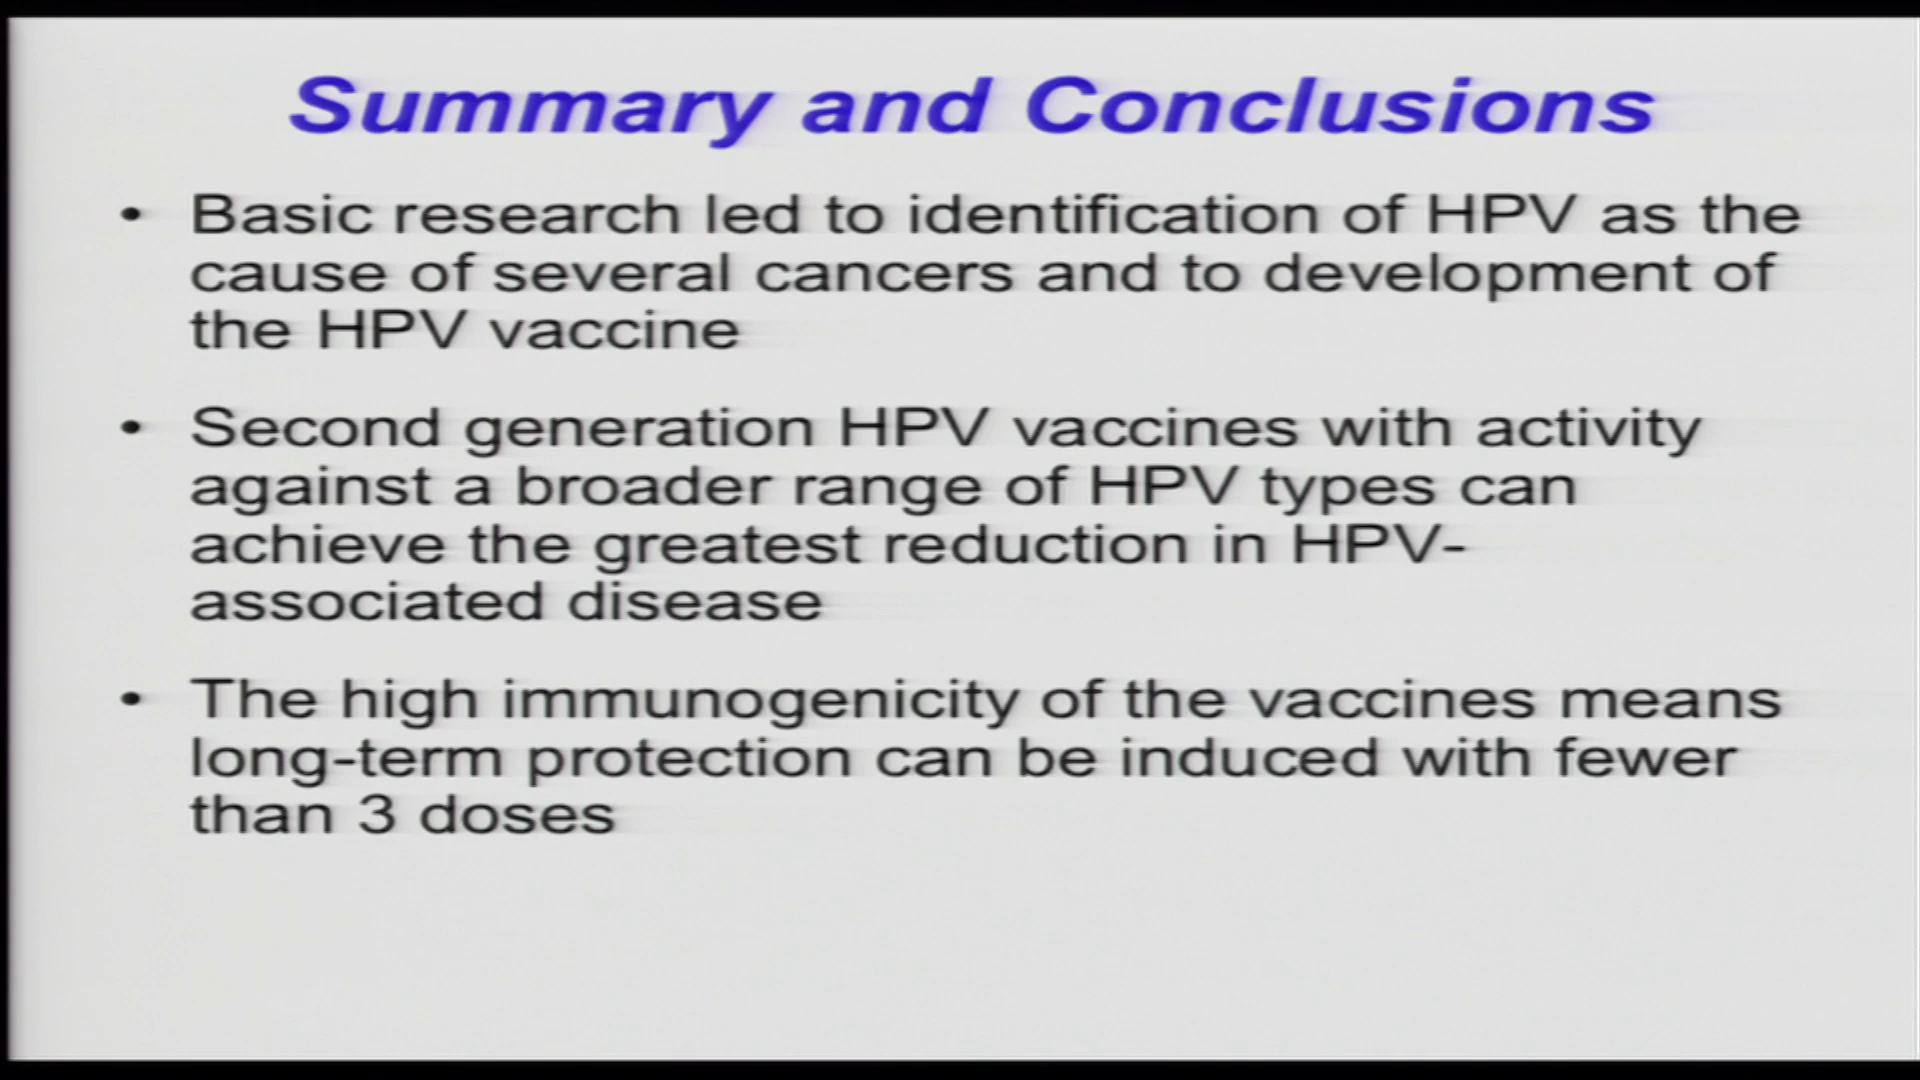 Summary and Conclusions
• Basic research led to identification of HPV as the
cause of several cancers and to development of
the HPV vaccine
• Second generation HPV vaccines with activity
against a broader range of HPV types can
achieve the greatest reduction in HPV-
associated disease
• The high immunogenicity of the vaccines means
long-term protection can be induced with fewer
than 3 doses